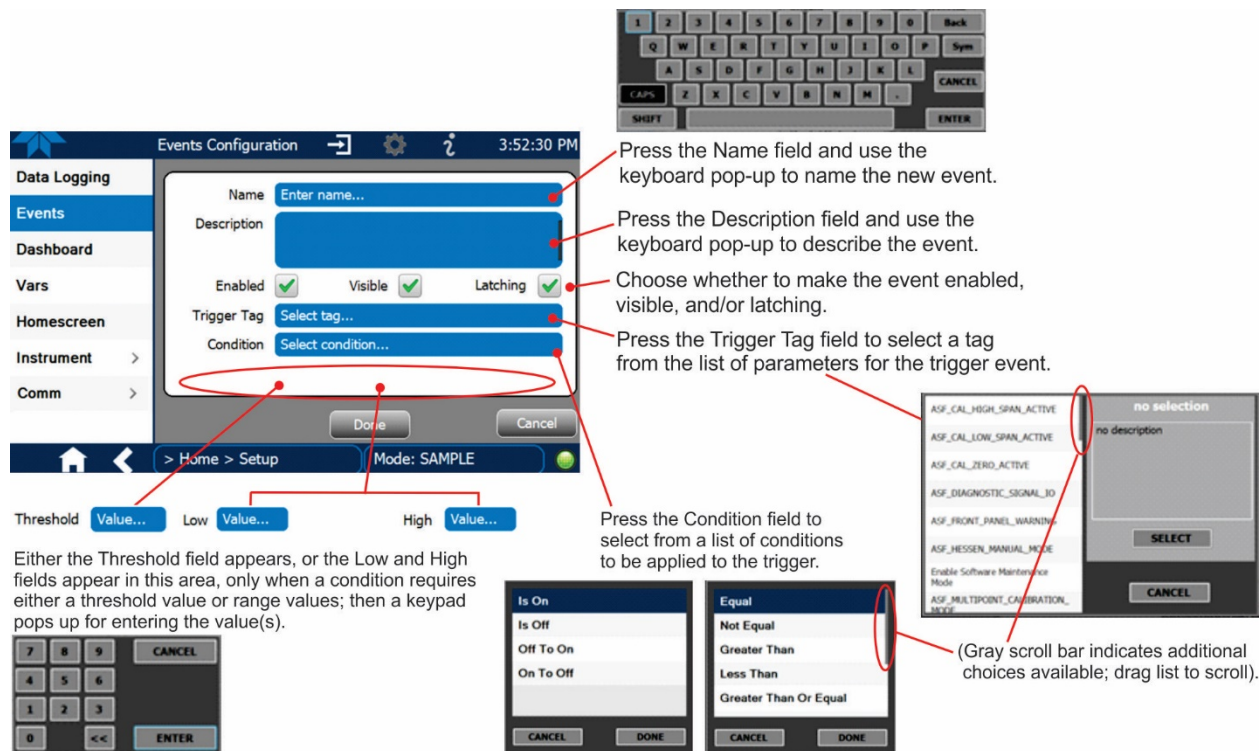 1 2 3 4 5 6 7 8 9 0 Back
Q W E R T Y U I O P Sym
A S D F G H J K L CANCEL
CAPS Z X C V B N M .
SHIFT ENTER
Events Configuration 3:52:30 PM
Data Logging
Events
Dashboard
Vars
Homescreen
Instrument >
Comm >
Name Enter name...
Description
Enabled Visible Latching
Trigger Tag Select tag...
Condition Select condition...
Done Cancel
> Home > Setup Mode: SAMPLE
Press the Name field and use the
keyboard pop-up to name the new event.
Press the Description field and use the
keyboard pop-up to describe the event.
Choose whether to make the event enabled,
visible, and/or latching.
Press the Trigger Tag field to select a tag
from the list of parameters for the trigger event.
ASF_CAL_HIGH_SPAN_ACTIVE
ASF_CAL_LOW_SPAN_ACTIVE
ASF_CAL_ZERO_ACTIVE
ASF_DIAGNOSTIC_SIGNAL_IO
ASF_FRONT_PANEL_WARNING
ASF_HESSEN_MANUAL_MODE
Enable Software Maintenance
Mode
ASF_MULTIPOINT_CALIBRATION_
MODE
no selection
no description
SELECT
CANCEL
Threshold Value... Low Value... High Value...
Either the Threshold field appears, or the Low and High
fields appear in this area, only when a condition requires
either a threshold value or range values; then a keypad
pops up for entering the value(s).
7 8 9 CANCEL
4 5 6
1 2 3
0 << ENTER
Press the Condition field to
select from a list of conditions
to be applied to the trigger.
Is On
Is Off
Off To On
On To Off
CANCEL DONE
Equal
Not Equal
Greater Than
Less Than
Greater Than Or Equal
CANCEL DONE
(Gray scroll bar indicates additional
choices available; drag list to scroll).